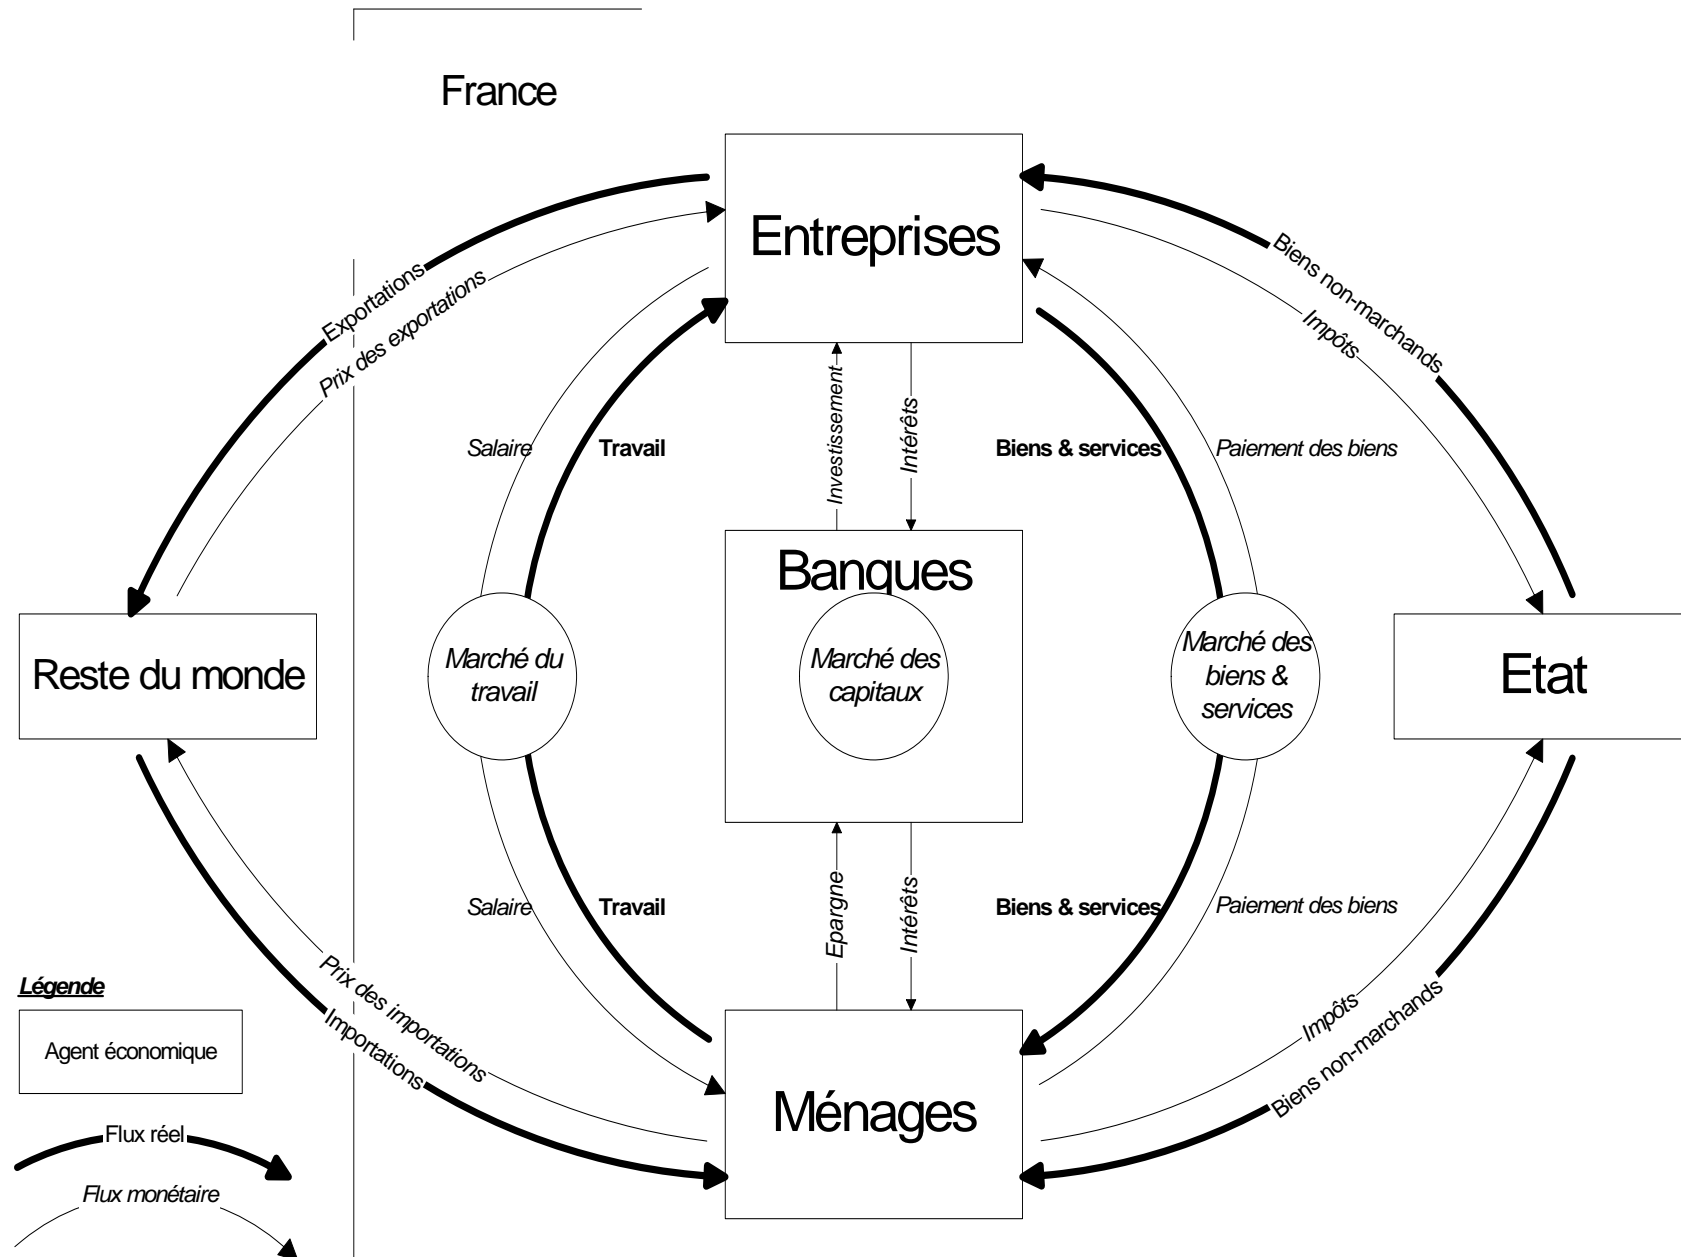 France
Entreprises
Exportations
Prix des exportations
Biens non-marchands
Impôts
Salaire
Travail
Investissement
Intérêts
Biens & services
Paiement des biens
Banques
Reste du monde
Marché du
travail
Marché des
capitaux
Marché des
biens &
services
Etat
Salaire
Travail
Epargne
Intérêts
Biens & services
Paiement des biens
Prix des importations
Importations
Impôts
Biens non-marchands
Ménages
Légende
Agent économique
Flux réel
Flux monétaire